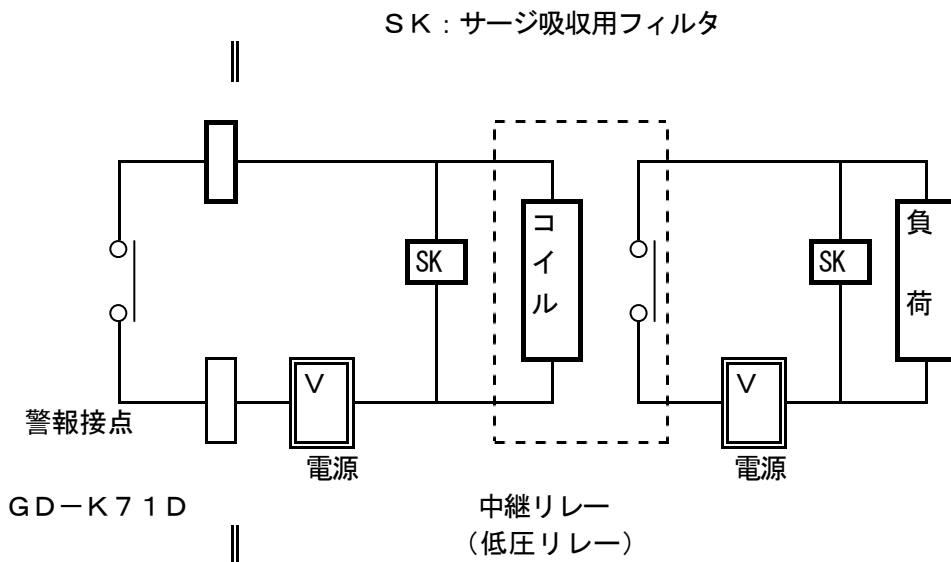 ＳＫ：サージ吸収用フィルタ
SK
コイル
SK
負荷
V
V
警報接点
電源
電源
ＧＤ－Ｋ７１Ｄ
中継リレー
（低圧リレー）